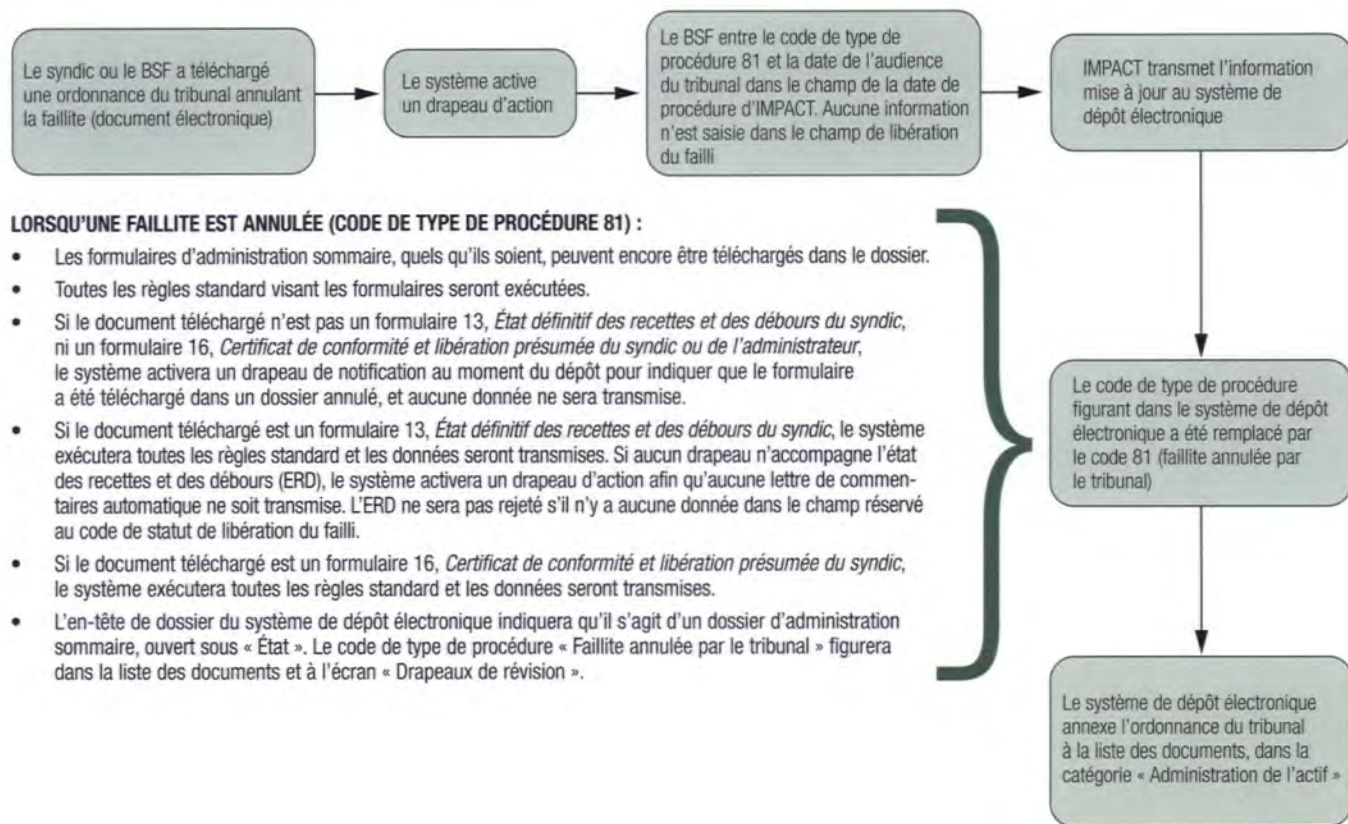 Le syndic ou le BSF a téléchargé
une ordonnance du tribunal annulant
la faillite (document électronique)
Le système active
un drapeau d'action
Le BSF entre le code de type de
procédure 81 et la date de l'audience
du tribunal dans le champ de la date de
procédure d'IMPACT. Aucune information
n'est saisie dans le champ de libération
du failli
IMPACT transmet l'information
mise à jour au système de
dépôt électronique
LORSQU'UNE FAILLITE EST ANNULÉE (CODE DE TYPE DE PROCÉDURE 81) :
• Les formulaires d'administration sommaire, quels qu'ils soient, peuvent encore être téléchargés dans le dossier.
• Toutes les règles standard visant les formulaires seront exécutées.
• Si le document téléchargé n'est pas un formulaire 13, État définitif des recettes et des débours du syndic,
ni un formulaire 16, Certificat de conformité et libération présumée du syndic ou de l'administrateur,
le système activera un drapeau de notification au moment du dépôt pour indiquer que le formulaire
a été téléchargé dans un dossier annulé, et aucune donnée ne sera transmise.
• Si le document téléchargé est un formulaire 13, État définitif des recettes et des débours du syndic, le système
exécutera toutes les règles standard et les données seront transmises. Si aucun drapeau n'accompagne l'état
des recettes et des débours (ERD), le système activera un drapeau d'action afin qu'aucune lettre de commen-
taires automatique ne soit transmise. L'ERD ne sera pas rejeté s'il n'y a aucune donnée dans le champ réservé
au code de statut de libération du failli.
• Si le document téléchargé est un formulaire 16, Certificat de conformité et libération présumée du syndic,
le système exécutera toutes les règles standard et les données seront transmises.
• L'en-tête de dossier du système de dépôt électronique indiquera qu'il s'agit d'un dossier d'administration
sommaire, ouvert sous « État ». Le code de type de procédure « Faillite annulée par le tribunal » figurera
dans la liste des documents et à l'écran « Drapeaux de révision ».
Le code de type de procédure
figurant dans le système de dépôt
électronique a été remplacé par
le code 81 (faillite annulée par
le tribunal)
Le système de dépôt électronique
annexe l'ordonnance du tribunal
à la liste des documents, dans la
catégorie « Administration de l'actif »